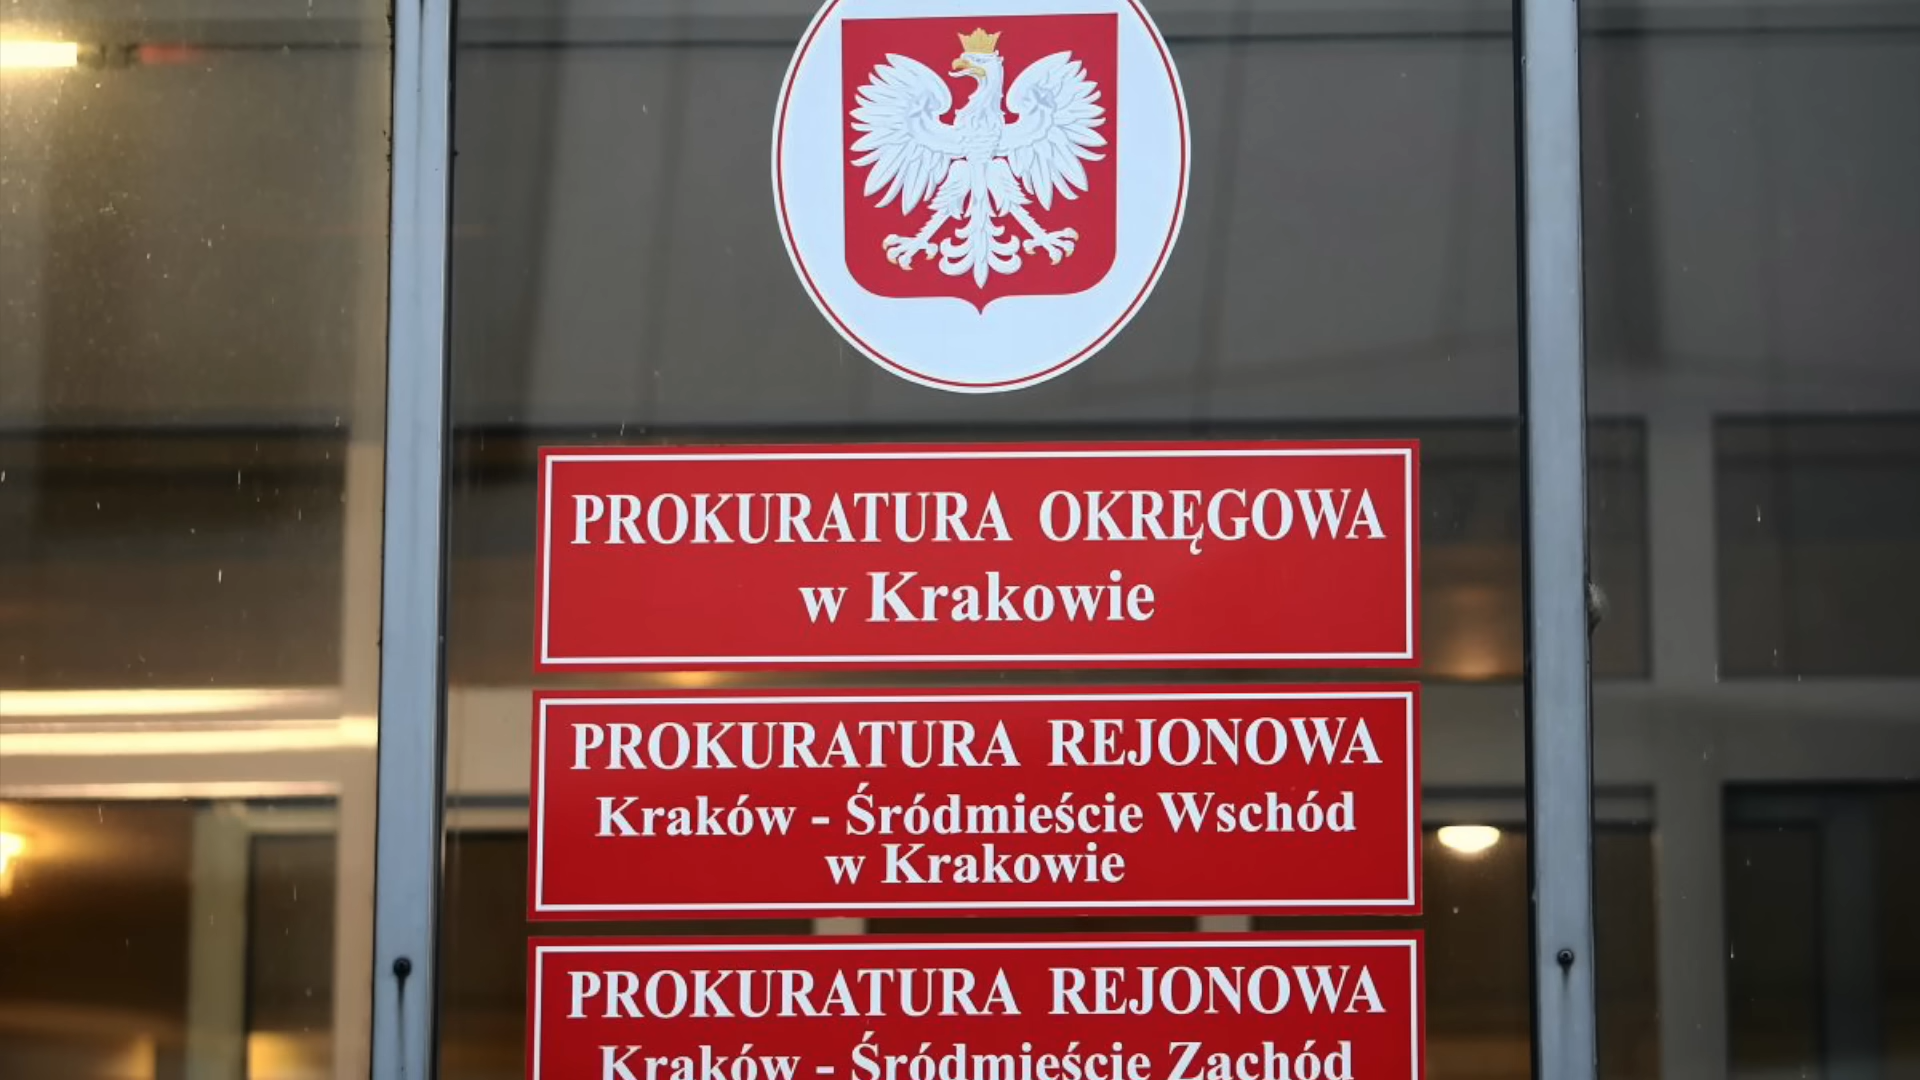 PROKURATURA OKRĘGOWA
w Krakowie
PROKURATURA REJONOWA
Kraków - Śródmieście Wschód
w Krakowie
PROKURATURA REJONOWA
Kraków - Śródmieście Zachód